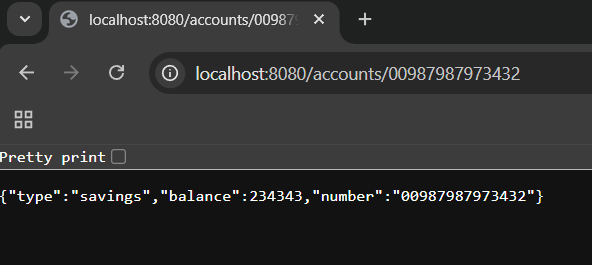 localhost:8080/accounts/00987
localhost:8080/accounts/00987987973432
Pretty print
{"type":"savings","balance":234343,"number":"00987987973432"}